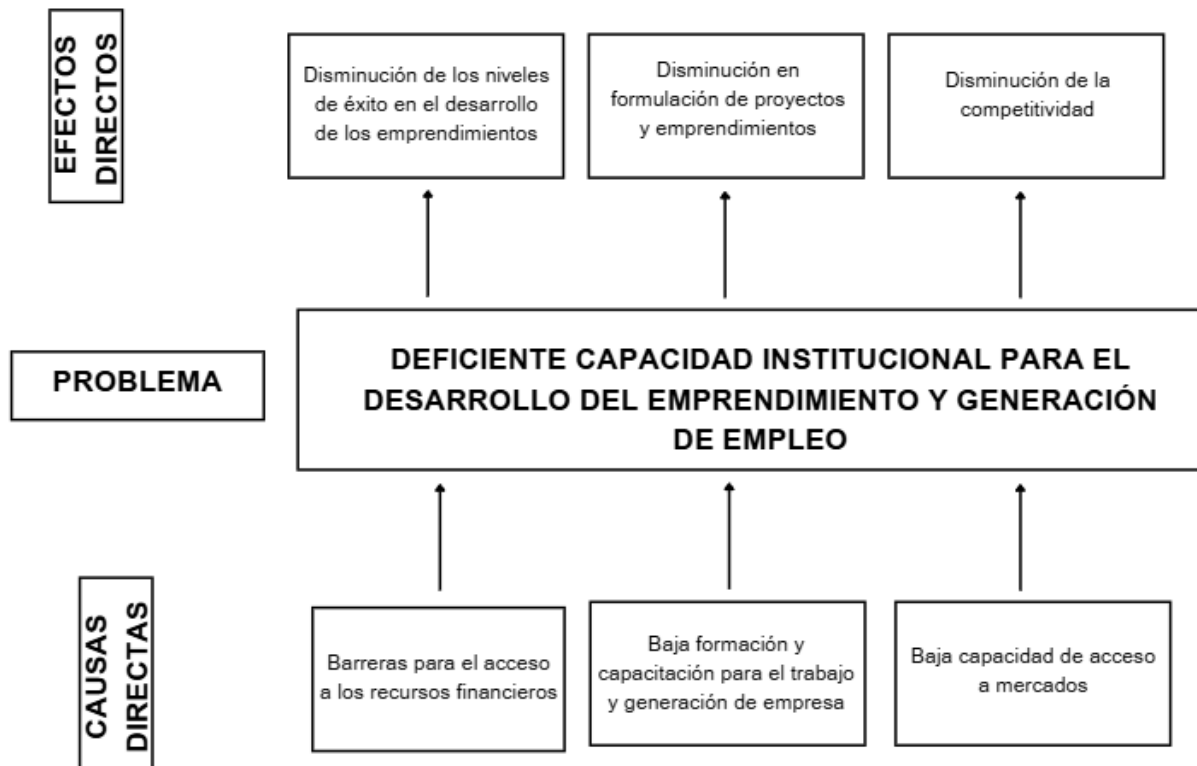 EFECTOS
DIRECTOS
Disminución de los niveles
de éxito en el desarrollo
de los emprendimientos
Disminución en
formulación de proyectos
y emprendimientos
Disminución de la
competitividad
PROBLEMA
DEFICIENTE CAPACIDAD INSTITUCIONAL PARA EL
DESARROLLO DEL EMPRENDIMIENTO Y GENERACIÓN
DE EMPLEO
CAUSAS
DIRECTAS
Barreras para el acceso
a los recursos financieros
Baja formación y
capacitación para el trabajo
y generación de empresa
Baja capacidad de acceso
a mercados